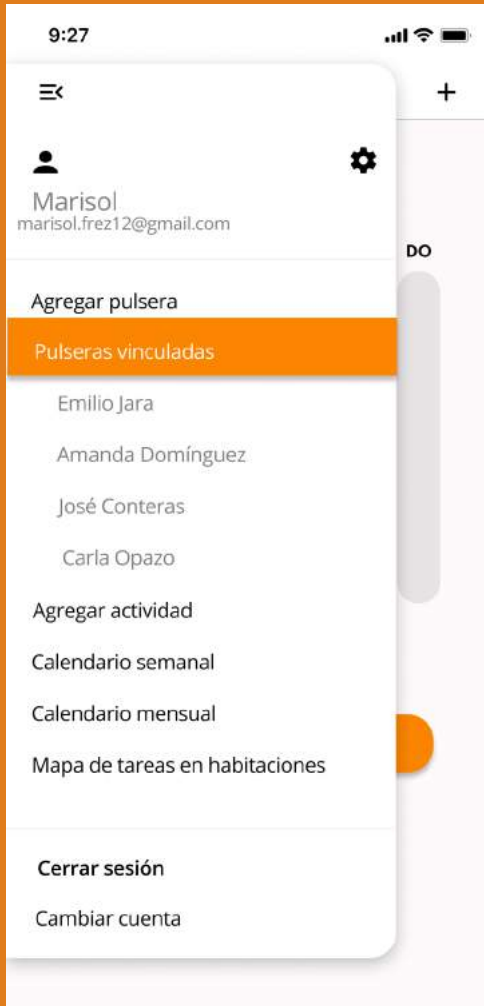 9:27
+
Marisol
marisol.frez12@gmail.com
DO
Agregar pulsera
Pulseras vinculadas
Emilio Jara
Amanda Domínguez
José Conteras
Carla Opazo
Agregar actividad
Calendario semanal
Calendario mensual
Mapa de tareas en habitaciones
Cerrar sesión
Cambiar cuenta